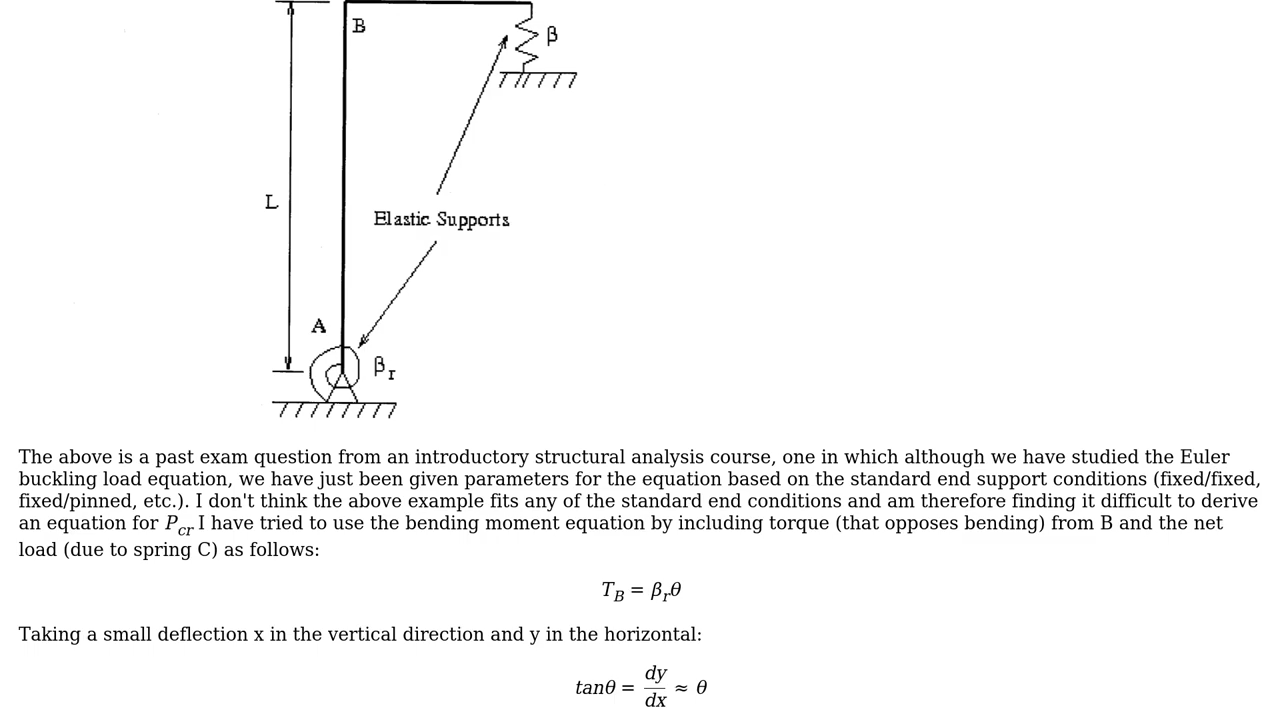 B
β
L
Elastic Supports
A
βr
The above is a past exam question from an introductory structural analysis course, one in which although we have studied the Euler
buckling load equation, we have just been given parameters for the equation based on the standard end support conditions (fixed/fixed,
fixed/pinned, etc.). I don't think the above example fits any of the standard end conditions and am therefore finding it difficult to derive
an equation for P_cr I have tried to use the bending moment equation by including torque (that opposes bending) from B and the net
load (due to spring C) as follows:
T_B = β_rθ
Taking a small deflection x in the vertical direction and y in the horizontal:
tanθ = dy/dx ≈ θ